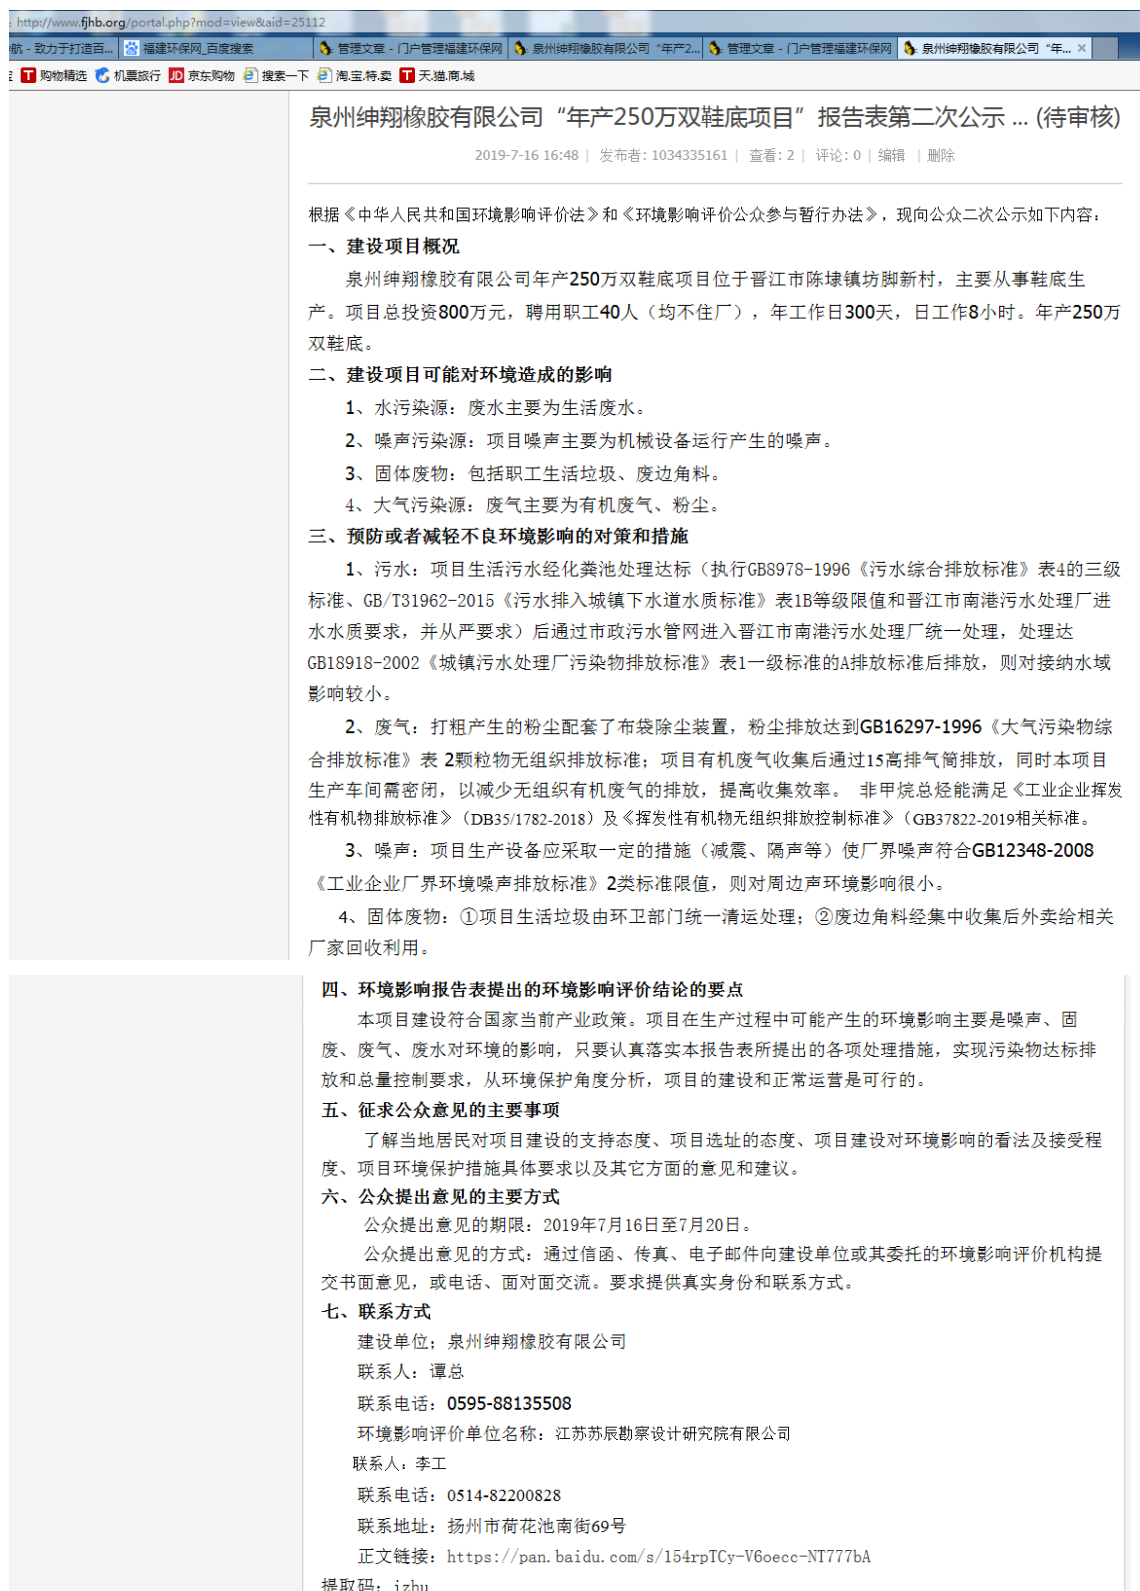 http://www.fjhb.org/portal.php?mod=view&aid=25112
航 - 致力于打造百... 福建环保网_百度搜索 管理文章 - 门户管理福建环保网 泉州绅翔橡胶有限公司 “年产2... 管理文章 - 门户管理福建环保网 泉州绅翔橡胶有限公司 “年...
购物精选 机票旅行 JD 京东购物 搜索一下 淘.宝.特.卖 天.猫.商.城
泉州绅翔橡胶有限公司 “年产250万双鞋底项目” 报告表第二次公示 ... (待审核)
2019-7-16 16:48 | 发布者: 1034335161 | 查看: 2 | 评论: 0 | 编辑 | 删除
根据《中华人民共和国环境影响评价法》和《环境影响评价公众参与暂行办法》，现向公众二次公示如下内容：
一、建设项目概况
泉州绅翔橡胶有限公司年产250万双鞋底项目位于晋江市陈埭镇坊脚新村，主要从事鞋底生
产。项目总投资800万元，聘用职工40人（均不住厂），年工作日300天，日工作8小时。年产250万
双鞋底。
二、建设项目可能对环境造成的影响
1、水污染源：废水主要为生活废水。
2、噪声污染源：项目噪声主要为机械设备运行产生的噪声。
3、固体废物：包括职工生活垃圾、废边角料。
4、大气污染源：废气主要为有机废气、粉尘。
三、预防或者减轻不良环境影响的对策和措施
1、污水：项目生活污水经化粪池处理达标（执行GB8978-1996《污水综合排放标准》表4的三级
标准、GB/T31962-2015《污水排入城镇下水道水质标准》表1B等级限值和晋江市南港污水处理厂进
水水质要求，并从严要求）后通过市政污水管网进入晋江市南港污水处理厂统一处理，处理达
GB18918-2002《城镇污水处理厂污染物排放标准》表1一级标准的A排放标准后排放，则对接纳水域
影响较小。
2、废气：打粗产生的粉尘配套了布袋除尘装置，粉尘排放达到GB16297-1996《大气污染物综
合排放标准》表 2颗粒物无组织排放标准；项目有机废气收集后通过15高排气筒排放，同时本项目
生产车间需密闭，以减少无组织有机废气的排放，提高收集效率。 非甲烷总烃能满足《工业企业挥发
性有机物排放标准》（DB35/1782-2018）及《挥发性有机物无组织排放控制标准》（GB37822-2019相关标准。
3、噪声：项目生产设备应采取一定的措施（减震、隔声等）使厂界噪声符合GB12348-2008
《工业企业厂界环境噪声排放标准》2类标准限值，则对周边声环境影响很小。
4、固体废物：①项目生活垃圾由环卫部门统一清运处理；②废边角料经集中收集后外卖给相关
厂家回收利用。
四、环境影响报告表提出的环境影响评价结论的要点
本项目建设符合国家当前产业政策。项目在生产过程中可能产生的环境影响主要是噪声、固
废、废气、废水对环境的影响，只要认真落实本报告表所提出的各项处理措施，实现污染物达标排
放和总量控制要求，从环境保护角度分析，项目的建设和正常运营是可行的。
五、征求公众意见的主要事项
了解当地居民对项目建设的支持态度、项目选址的态度、项目建设对环境影响的看法及接受程
度、项目环境保护措施具体要求以及其它方面的意见和建议。
六、公众提出意见的主要方式
公众提出意见的期限：2019年7月16日至7月20日。
公众提出意见的方式：通过信函、传真、电子邮件向建设单位或其委托的环境影响评价机构提
交书面意见，或电话、面对面交流。要求提供真实身份和联系方式。
七、联系方式
建设单位；泉州绅翔橡胶有限公司
联系人：谭总
联系电话：0595-88135508
环境影响评价单位名称：江苏苏辰勘察设计研究院有限公司
联系人：李工
联系电话：0514-82200828
联系地址：扬州市荷花池南街69号
正文链接：https://pan.baidu.com/s/154rpTCy-V6oecc-NT777bA
提取码：izhu